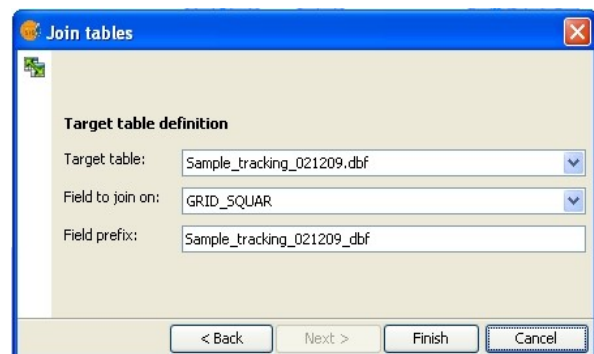 Join tables
Target table definition
Target table: Sample_tracking_021209.dbf
Field to join on: GRID_SQUAR
Field prefix: Sample_tracking_021209_dbf
< Back Next > Finish Cancel